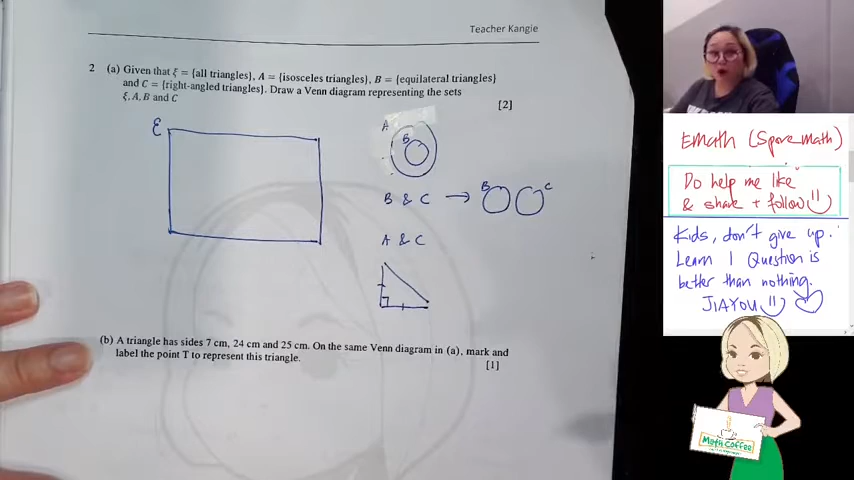 Teacher Kangie
2 (a) Given that ξ = {all triangles}, A = {isosceles triangles}, B = {equilateral triangles}
and C = {right-angled triangles}. Draw a Venn diagram representing the sets
ξ, A, B and C
[2]
ξ
A
B
B & C → B C
A & C
(b) A triangle has sides 7 cm, 24 cm and 25 cm. On the same Venn diagram in (a), mark and
label the point T to represent this triangle.
[1]
Emath (Spore math)
Do help me like
& share + follow
Kids, don't give up.
Learn 1 Question is
better than nothing.
JIAYOU
Math Coffee